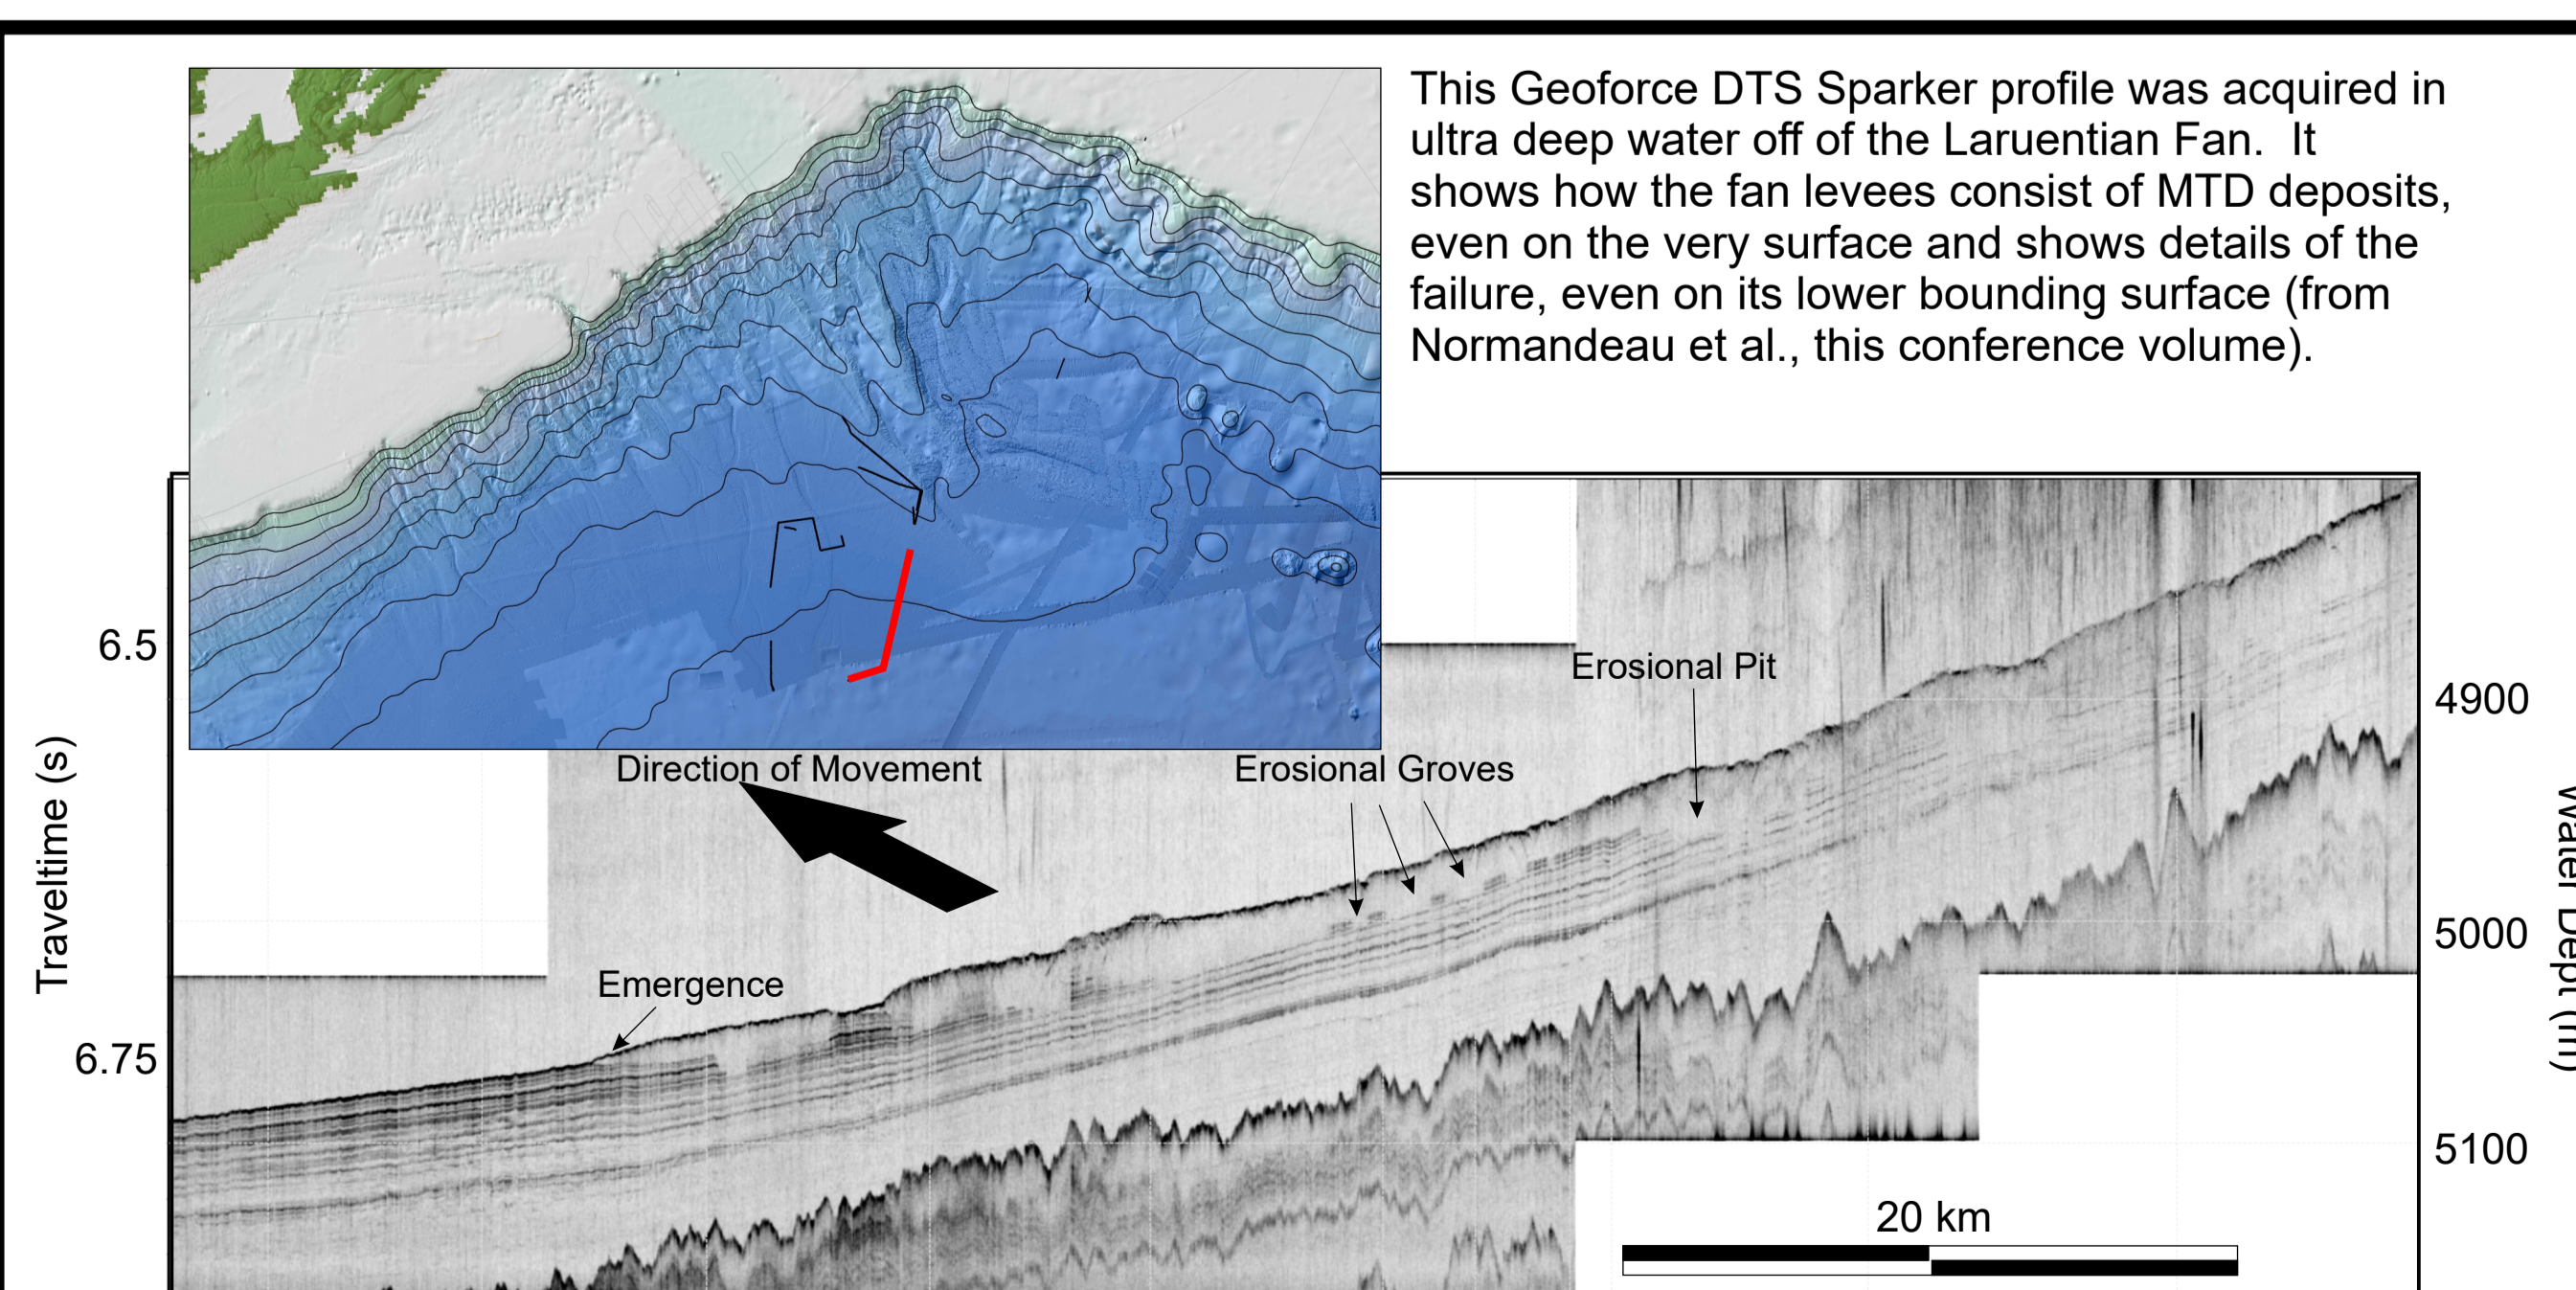 This Geoforce DTS Sparker profile was acquired in
ultra deep water off of the Laruentian Fan. It
shows how the fan levees consist of MTD deposits,
even on the very surface and shows details of the
failure, even on its lower bounding surface (from
Normandeau et al., this conference volume).
6.5
Traveltime (s)
6.75
Direction of Movement
Erosional Groves
Erosional Pit
Emergence
4900
5000
5100
Water Dept (m)
20 km